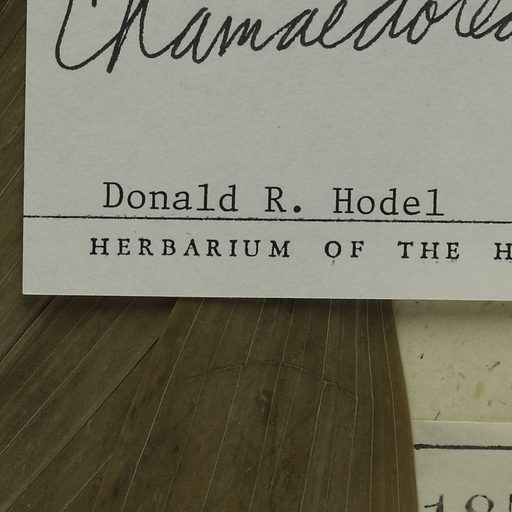 Chamaedorea
Donald R. Hodel
HERBARIUM OF THE H